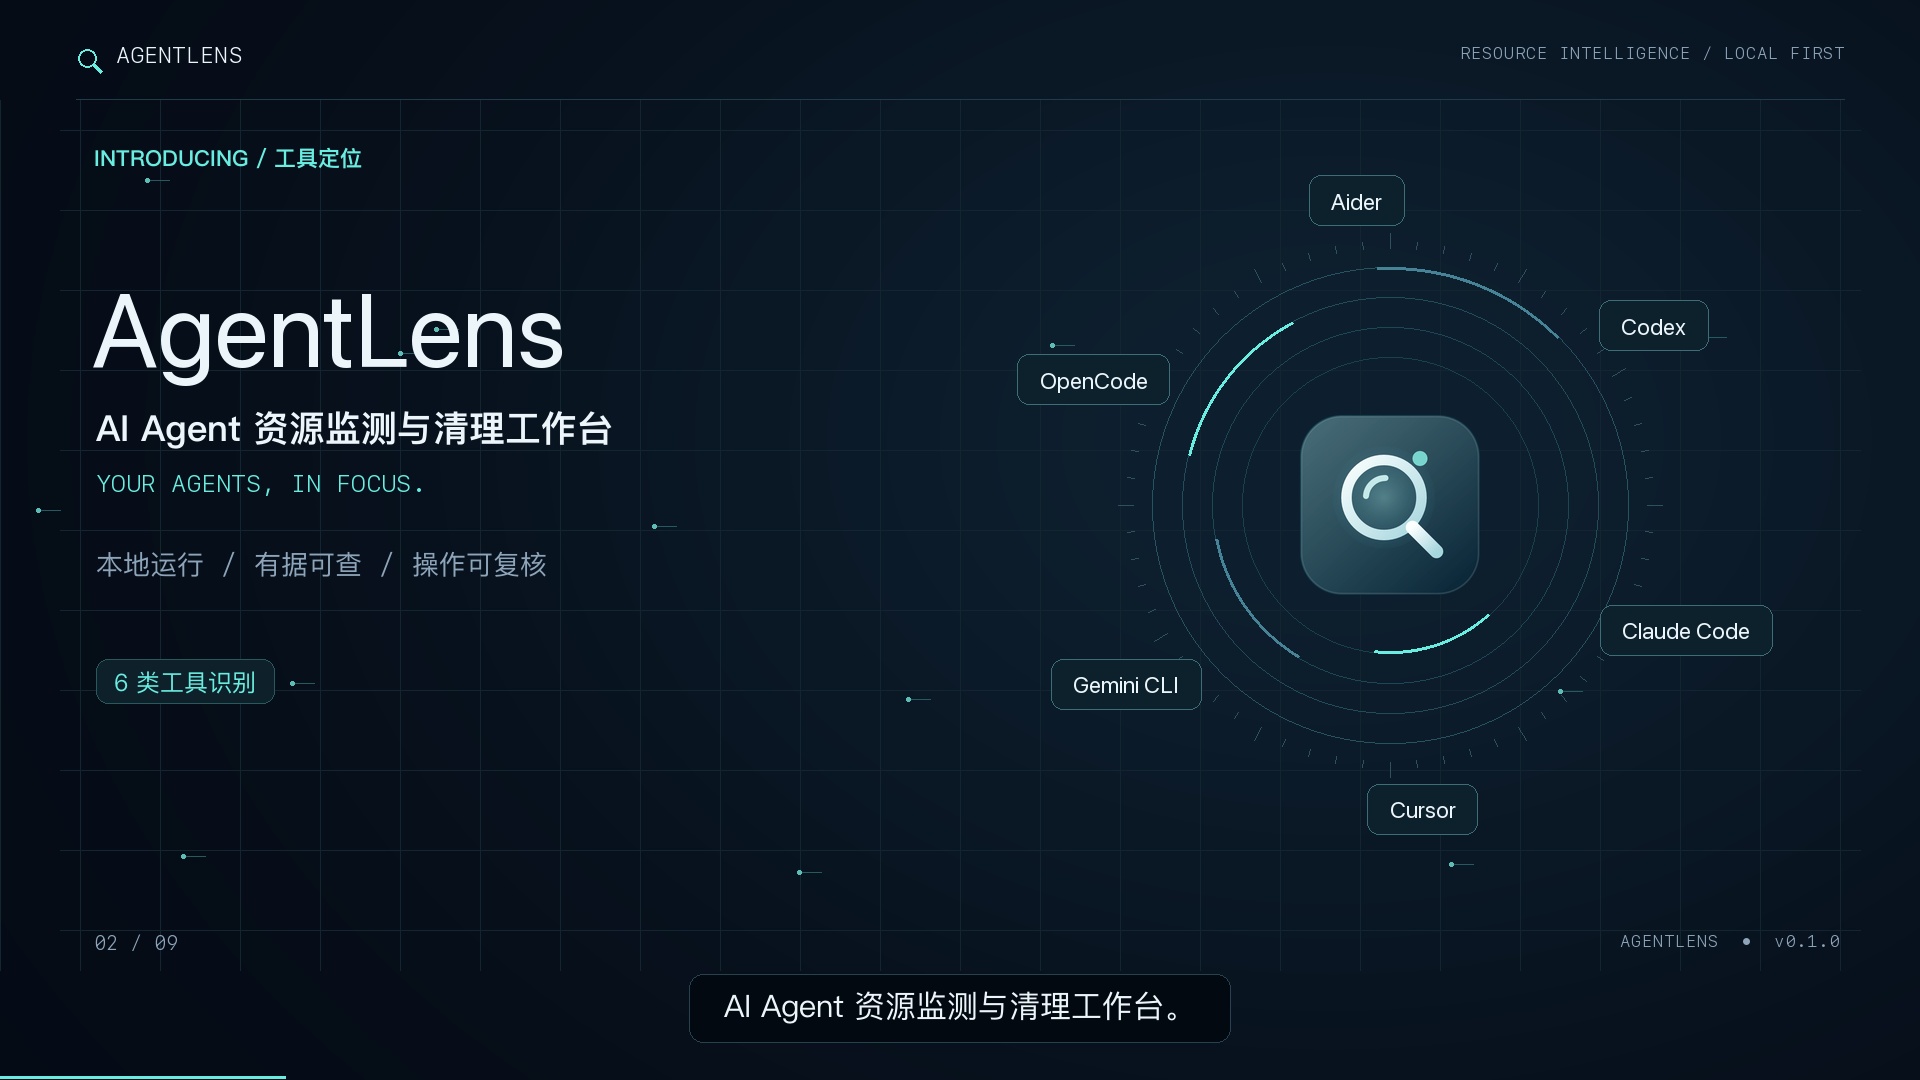 AGENTLENS
RESOURCE INTELLIGENCE / LOCAL FIRST
INTRODUCING / 工具定位
AgentLens
AI Agent 资源监测与清理工作台
YOUR AGENTS, IN FOCUS.
本地运行 / 有据可查 / 操作可复核
6 类工具识别
Aider
Codex
OpenCode
Claude Code
Gemini CLI
Cursor
02 / 09
AGENTLENS • v0.1.0
AI Agent 资源监测与清理工作台。